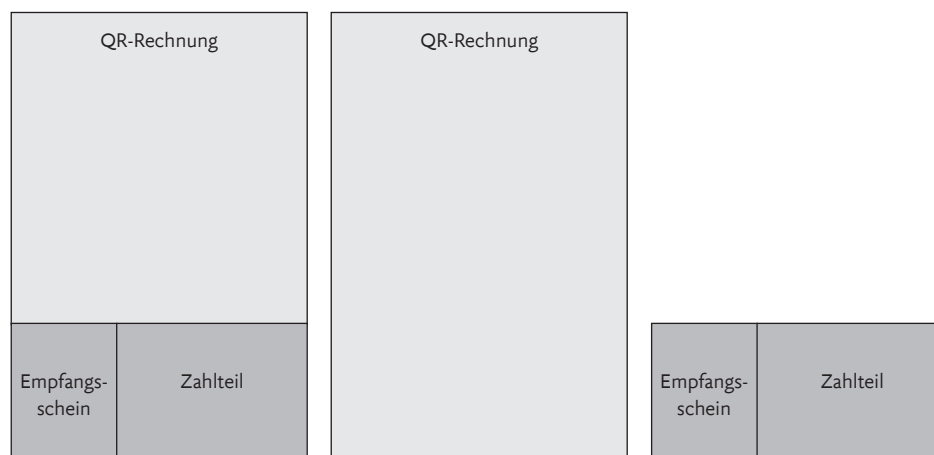 QR-Rechnung
QR-Rechnung
Empfangs-
schein
Zahlteil
Empfangs-
schein
Zahlteil